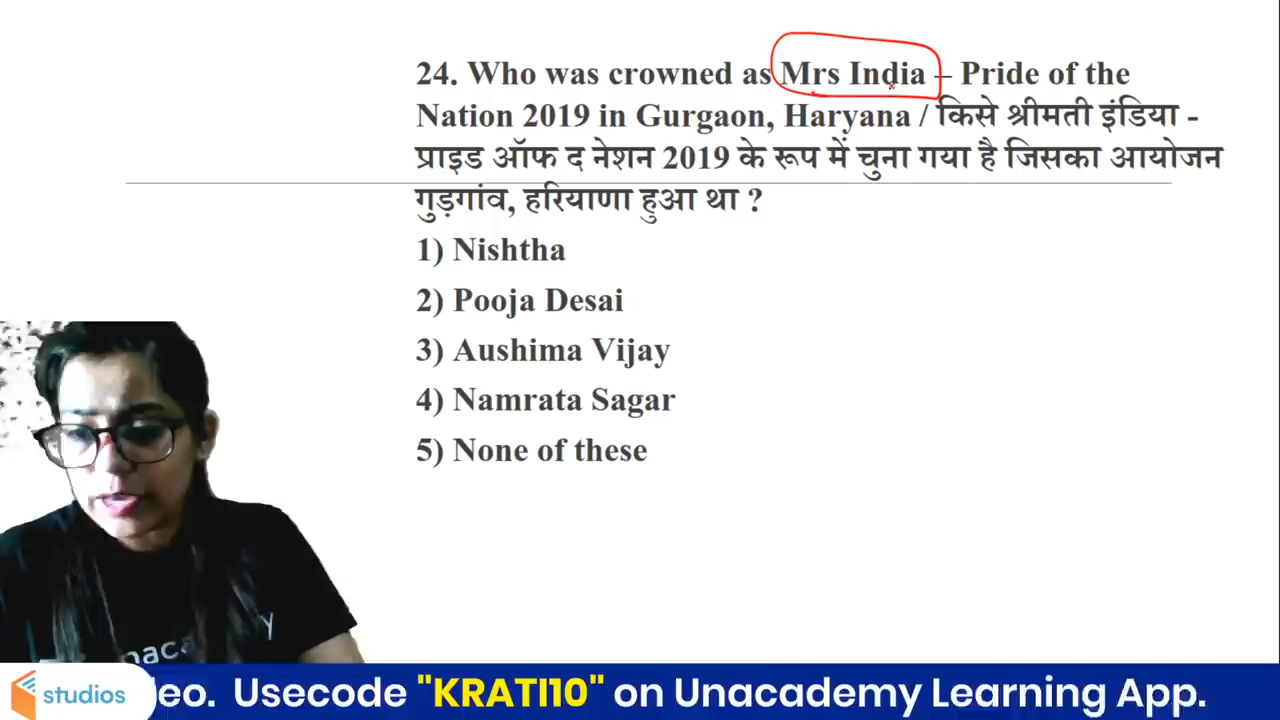 24. Who was crowned as Mrs India – Pride of the
Nation 2019 in Gurgaon, Haryana / किसे श्रीमती इंडिया -
प्राइड ऑफ द नेशन 2019 के रूप में चुना गया है जिसका आयोजन
गुड़गांव, हरियाणा हुआ था ?
1) Nishtha
2) Pooja Desai
3) Aushima Vijay
4) Namrata Sagar
5) None of these
studios
deo. Usecode "KRATI10" on Unacademy Learning App.